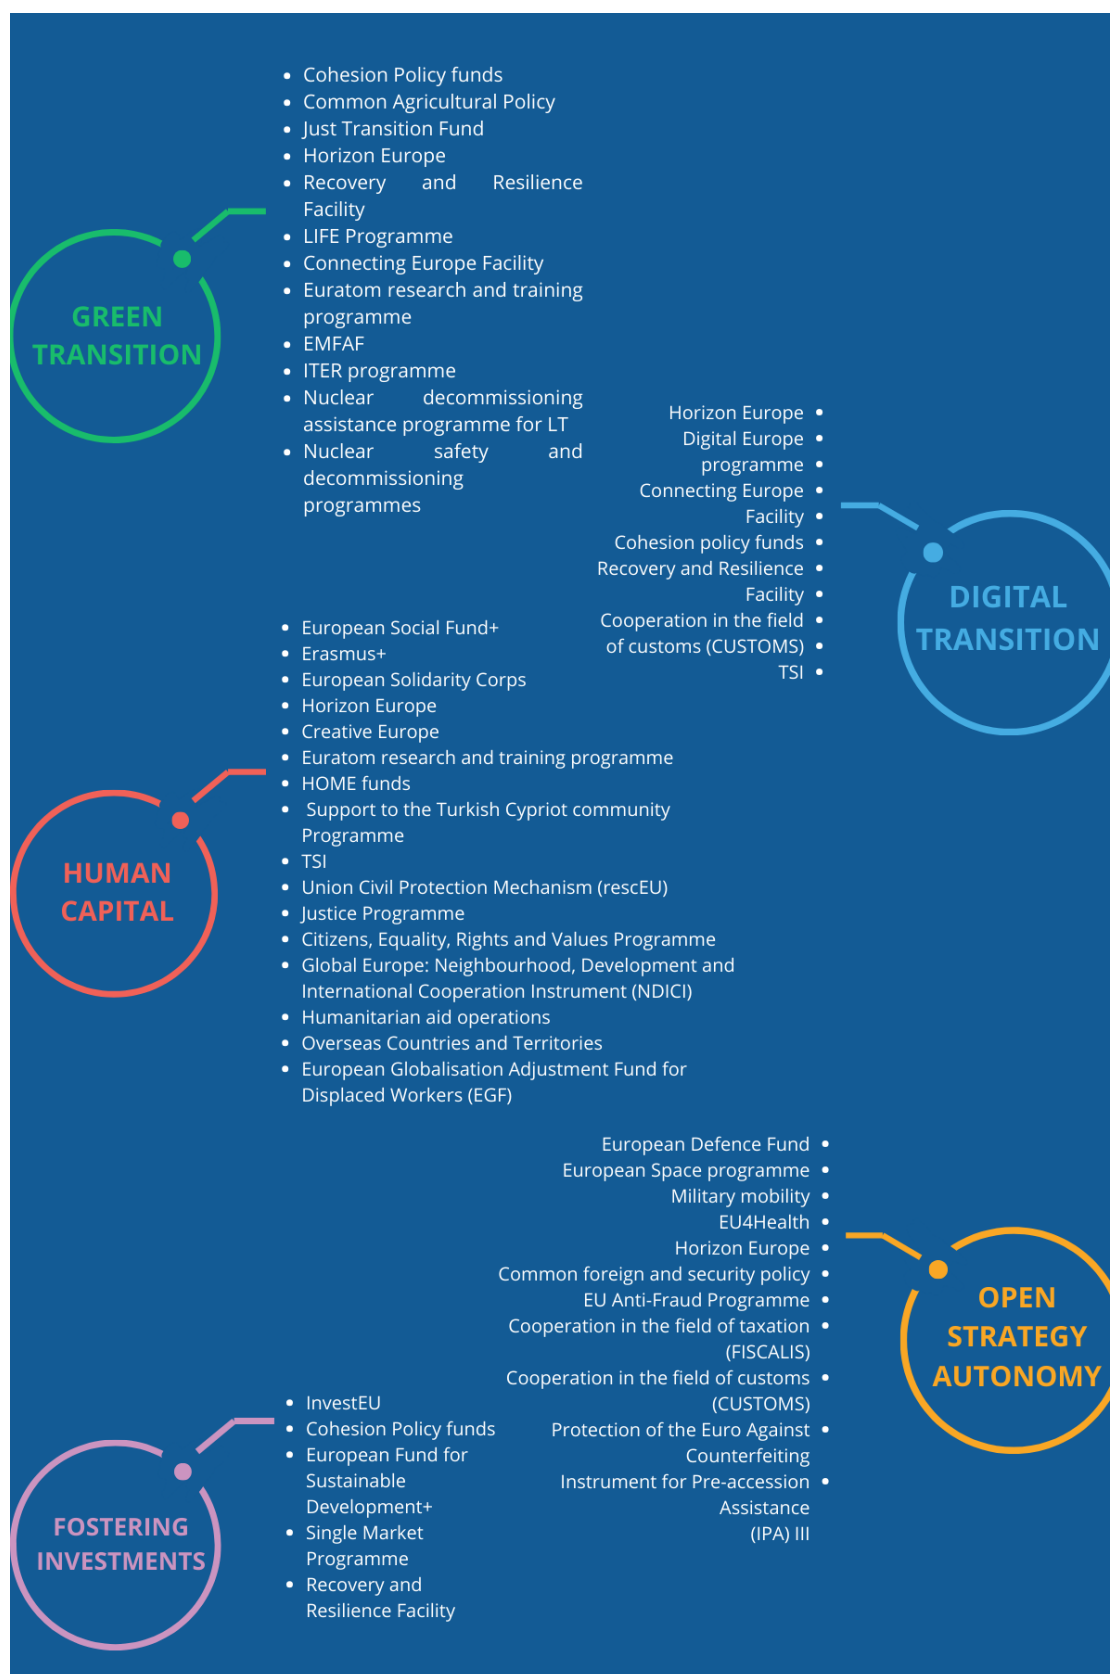 • Cohesion Policy funds
• Common Agricultural Policy
• Just Transition Fund
• Horizon Europe
• Recovery and Resilience
Facility
• LIFE Programme
• Connecting Europe Facility
• Euratom research and training
programme
• EMFAF
• ITER programme
• Nuclear decommissioning
assistance programme for LT
• Nuclear safety and
decommissioning
programmes
GREEN
TRANSITION
Horizon Europe •
Digital Europe •
programme •
Connecting Europe •
Facility •
Cohesion policy funds •
Recovery and Resilience •
Facility •
Cooperation in the field •
of customs (CUSTOMS) •
TSI •
DIGITAL
TRANSITION
• European Social Fund+
• Erasmus+
• European Solidarity Corps
• Horizon Europe
• Creative Europe
• Euratom research and training programme
• HOME funds
• Support to the Turkish Cypriot community
Programme
• TSI
• Union Civil Protection Mechanism (rescEU)
• Justice Programme
• Citizens, Equality, Rights and Values Programme
• Global Europe: Neighbourhood, Development and
International Cooperation Instrument (NDICI)
• Humanitarian aid operations
• Overseas Countries and Territories
• European Globalisation Adjustment Fund for
Displaced Workers (EGF)
HUMAN
CAPITAL
European Defence Fund •
European Space programme •
Military mobility •
EU4Health •
Horizon Europe •
Common foreign and security policy •
EU Anti-Fraud Programme •
Cooperation in the field of taxation •
(FISCALIS)
Cooperation in the field of customs •
(CUSTOMS)
Protection of the Euro Against •
Counterfeiting
Instrument for Pre-accession •
Assistance
(IPA) III
OPEN
STRATEGY
AUTONOMY
• InvestEU
• Cohesion Policy funds
• European Fund for
Sustainable
Development+
• Single Market
Programme
• Recovery and
Resilience Facility
FOSTERING
INVESTMENTS